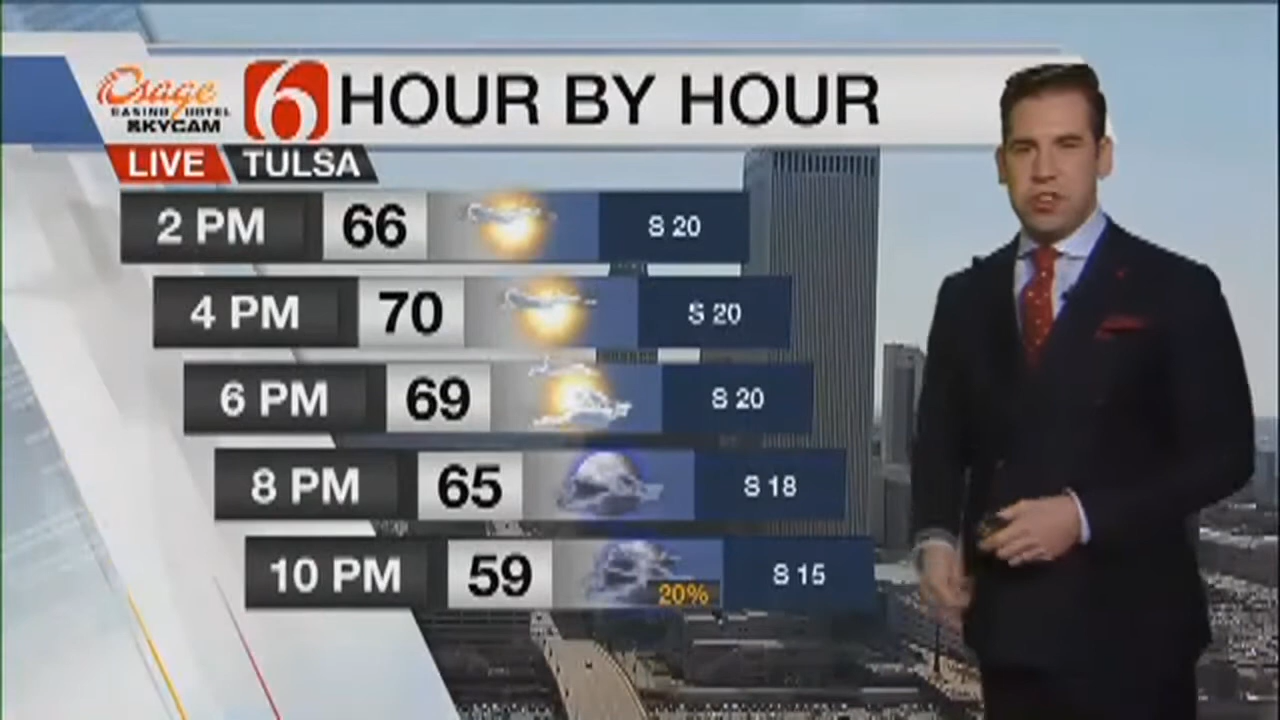 Osage
CASINO HOTEL
SKYCAM
6 HOUR BY HOUR
LIVE TULSA
2 PM 66 S 20
4 PM 70 S 20
6 PM 69 S 20
8 PM 65 S 18
10 PM 59 20% S 15